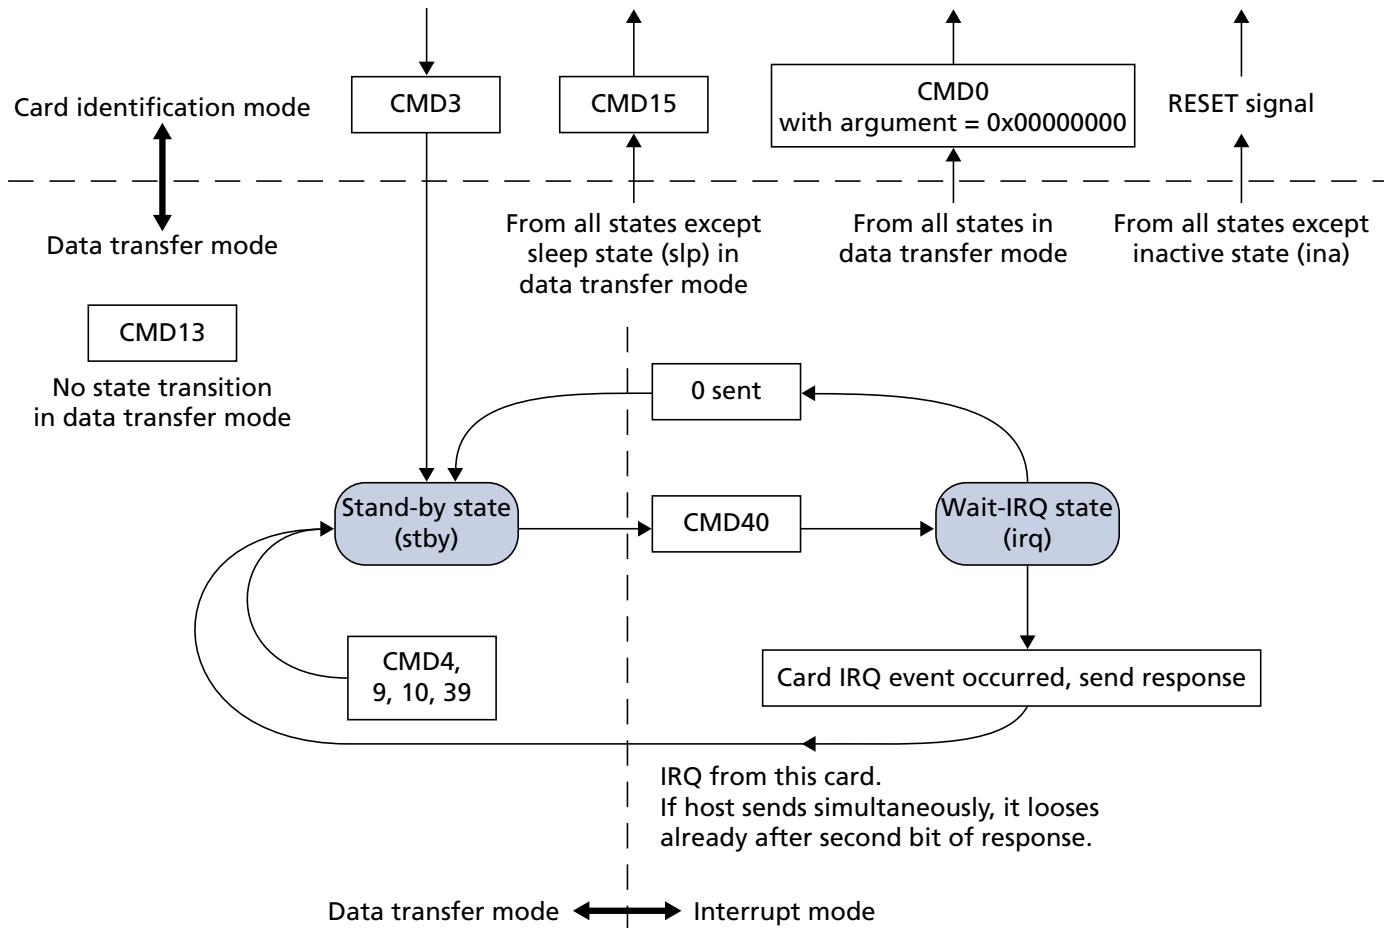 Card identification mode
CMD3
CMD15
CMD0
with argument = 0x00000000
RESET signal
Data transfer mode
From all states except
sleep state (slp) in
data transfer mode
From all states in
data transfer mode
From all states except
inactive state (ina)
CMD13
No state transition
in data transfer mode
0 sent
Stand-by state
(stby)
CMD40
Wait-IRQ state
(irq)
CMD4,
9, 10, 39
Card IRQ event occurred, send response
IRQ from this card.
If host sends simultaneously, it looses
already after second bit of response.
Data transfer mode
Interrupt mode